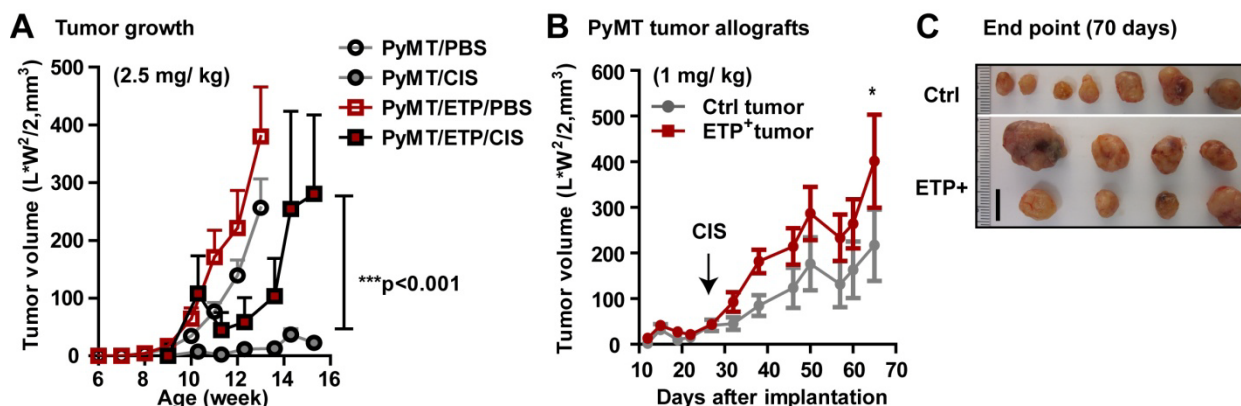 A Tumor growth
(2.5 mg/ kg)
PyMT/PBS
PyMT/CIS
PyMT/ETP/PBS
PyMT/ETP/CIS
***p<0.001
Tumor volume (L*W²/2,mm³)
500
400
300
200
100
0
6 8 10 12 14 16
Age (week)
B PyMT tumor allografts
(1 mg/ kg)
Ctrl tumor
ETP⁺tumor
*
CIS
Tumor volume (L*W²/2,mm³)
600
500
400
300
200
100
0
10 20 30 40 50 60 70
Days after implantation
C End point (70 days)
Ctrl
ETP+